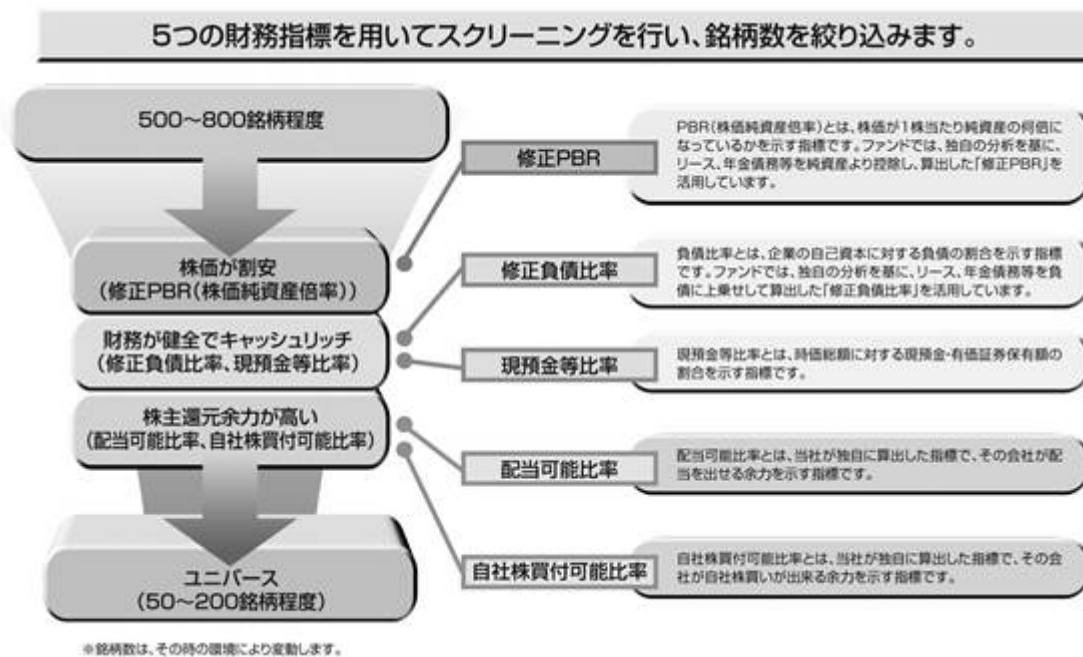 5つの財務指標を用いてスクリーニングを行い、銘柄数を絞り込みます。
500〜800銘柄程度
株価が割安
(修正PBR(株価純資産倍率))
財務が健全でキャッシュリッチ
(修正負債比率、現預金等比率)
株主還元余力が高い
(配当可能比率、自社株買付可能比率)
ユニバース
(50〜200銘柄程度)
※銘柄数は、その時の環境により変動します。
修正PBR
PBR(株価純資産倍率)とは、株価が1株当たり純資産の何倍に
なっているかを示す指標です。ファンドでは、独自の分析を基に、
リース、年金債務等を純資産より控除し、算出した「修正PBR」を
活用しています。
修正負債比率
負債比率とは、企業の自己資本に対する負債の割合を示す指標
です。ファンドでは、独自の分析を基に、リース、年金債務等を負
債に上乗せして算出した「修正負債比率」を活用しています。
現預金等比率
現預金等比率とは、時価総額に対する現預金・有価証券保有額の
割合を示す指標です。
配当可能比率
配当可能比率とは、当社が独自に算出した指標で、その会社が配
当を出せる余力を示す指標です。
自社株買付可能比率
自社株買付可能比率とは、当社が独自に算出した指標で、その会
社が自社株買いが出来る余力を示す指標です。